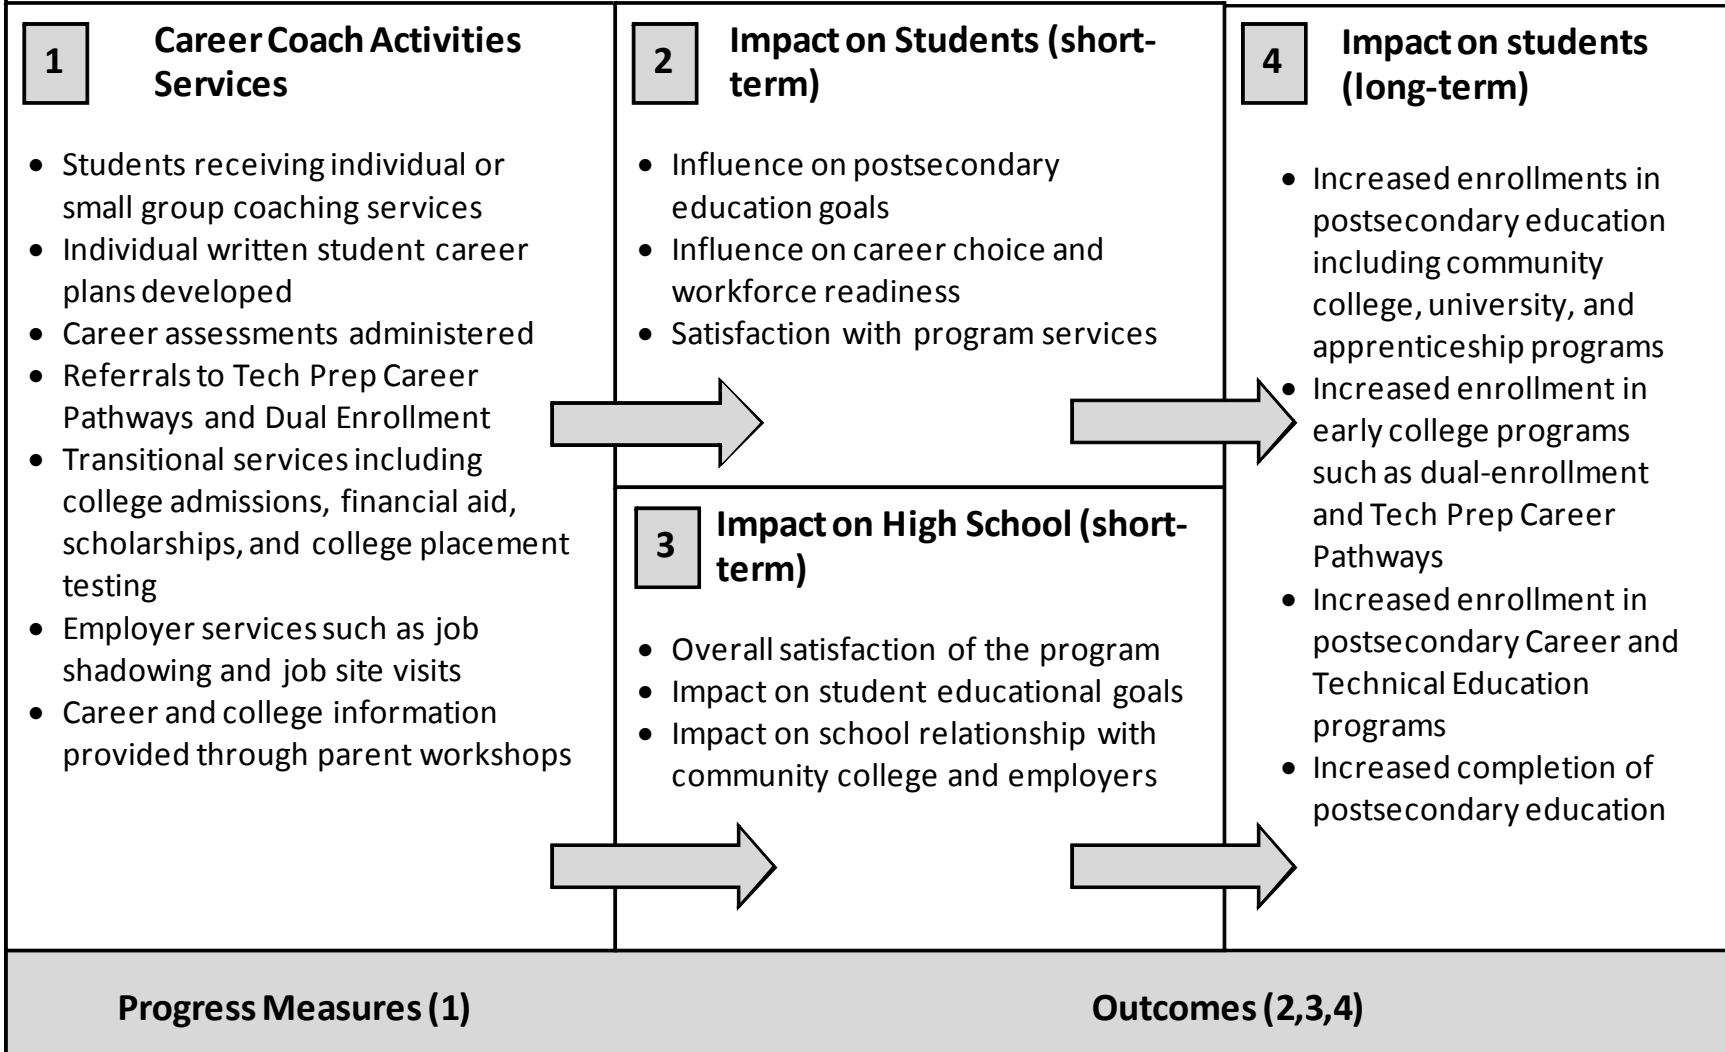 1
Career Coach Activities
Services
• Students receiving individual or
small group coaching services
• Individual written student career
plans developed
• Career assessments administered
• Referrals to Tech Prep Career
Pathways and Dual Enrollment
• Transitional services including
college admissions, financial aid,
scholarships, and college placement
testing
• Employer services such as job
shadowing and job site visits
• Career and college information
provided through parent workshops
2
Impact on Students (short-
term)
• Influence on postsecondary
education goals
• Influence on career choice and
workforce readiness
• Satisfaction with program services
3
Impact on High School (short-
term)
• Overall satisfaction of the program
• Impact on student educational goals
• Impact on school relationship with
community college and employers
4
Impact on students
(long-term)
• Increased enrollments in
postsecondary education
including community
college, university, and
apprenticeship programs
• Increased enrollment in
early college programs
such as dual-enrollment
and Tech Prep Career
Pathways
• Increased enrollment in
postsecondary Career and
Technical Education
programs
• Increased completion of
postsecondary education
Progress Measures (1)
Outcomes (2,3,4)